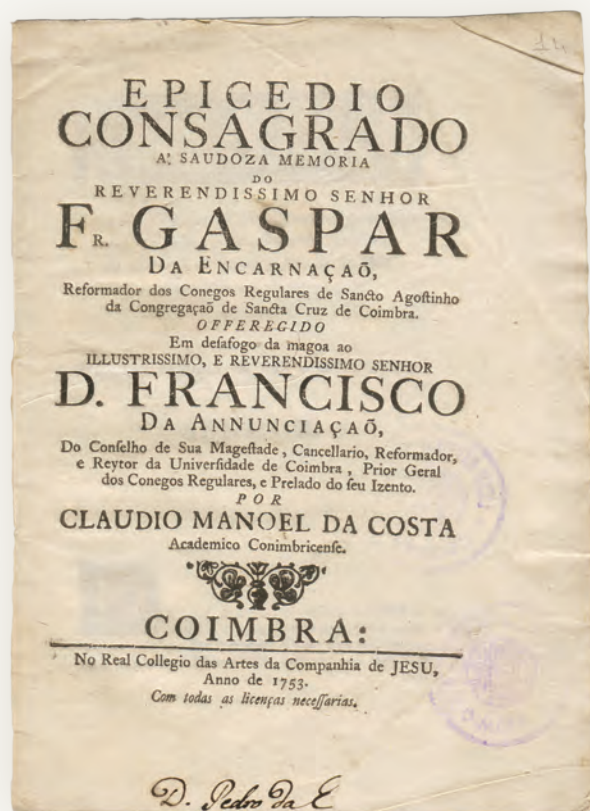 14
EPICEDIO
CONSAGRADO
A' SAUDOZA MEMORIA
DO
REVERENDISSIMO SENHOR
FR. GASPAR
DA ENCARNAÇAÕ,
Reformador dos Conegos Regulares de Sancto Agoſtinho
da Congregaçaõ de Sancta Cruz de Coimbra.
OFFEREGIDO
Em deſafogo da magoa ao
ILLUSTRISSIMO, E REVERENDISSIMO SENHOR
D. FRANCISCO
DA ANNUNCIAÇAÕ,
Do Conſelho de Sua Mageſtade, Cancellario, Reformador,
e Reytor da Univerſidade de Coimbra, Prior Geral
dos Conegos Regulares, e Prelado do ſeu Izento.
POR
CLAUDIO MANOEL DA COSTA
Academico Conimbricenſe.
COIMBRA:
No Real Collegio das Artes da Companhia de JESU,
Anno de 1753.
Com todas as licenças neceſſarias.
D. Pedro da E